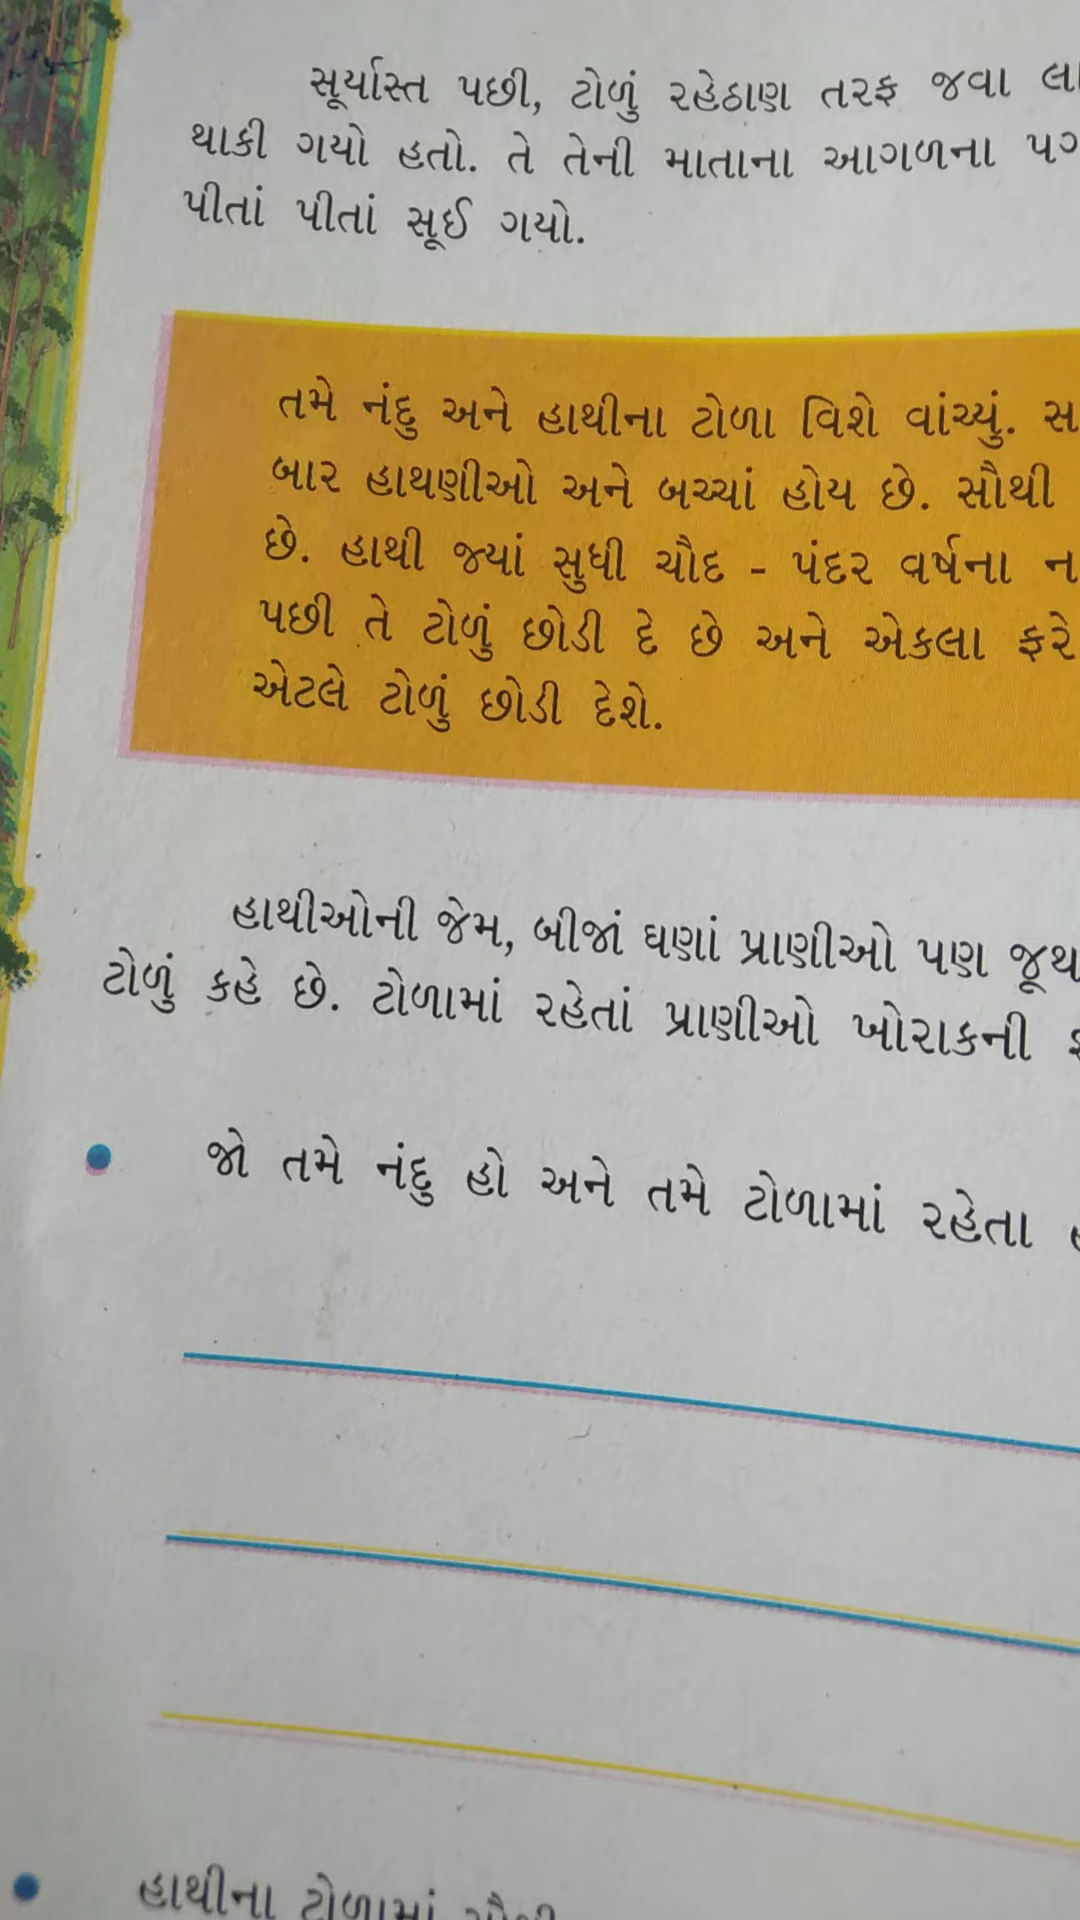 સૂર્યાસ્ત પછી, ટોળું રહેઠાણ તરફ જવા
થાકી ગયો હતો. તે તેની માતાના આગળના
પીતાં પીતાં સૂઈ ગયો.
તમે નંદુ અને હાથીના ટોળા વિશે વાંચ્યું.
બાર હાથણીઓ અને બચ્ચાં હોય છે. સૌથી
છે. હાથી જ્યાં સુધી ચૌદ - પંદર વર્ષના
પછી તે ટોળું છોડી દે છે અને એકલા ફરે
એટલે ટોળું છોડી દેશે.
હાથીઓની જેમ, બીજાં ઘણાં પ્રાણીઓ પણ
ટોળું કહે છે. ટોળામાં રહેતાં પ્રાણીઓ ખોરાકની
જો તમે નંદુ હો અને તમે ટોળામાં રહેતા
હાથીના ટોળામાં